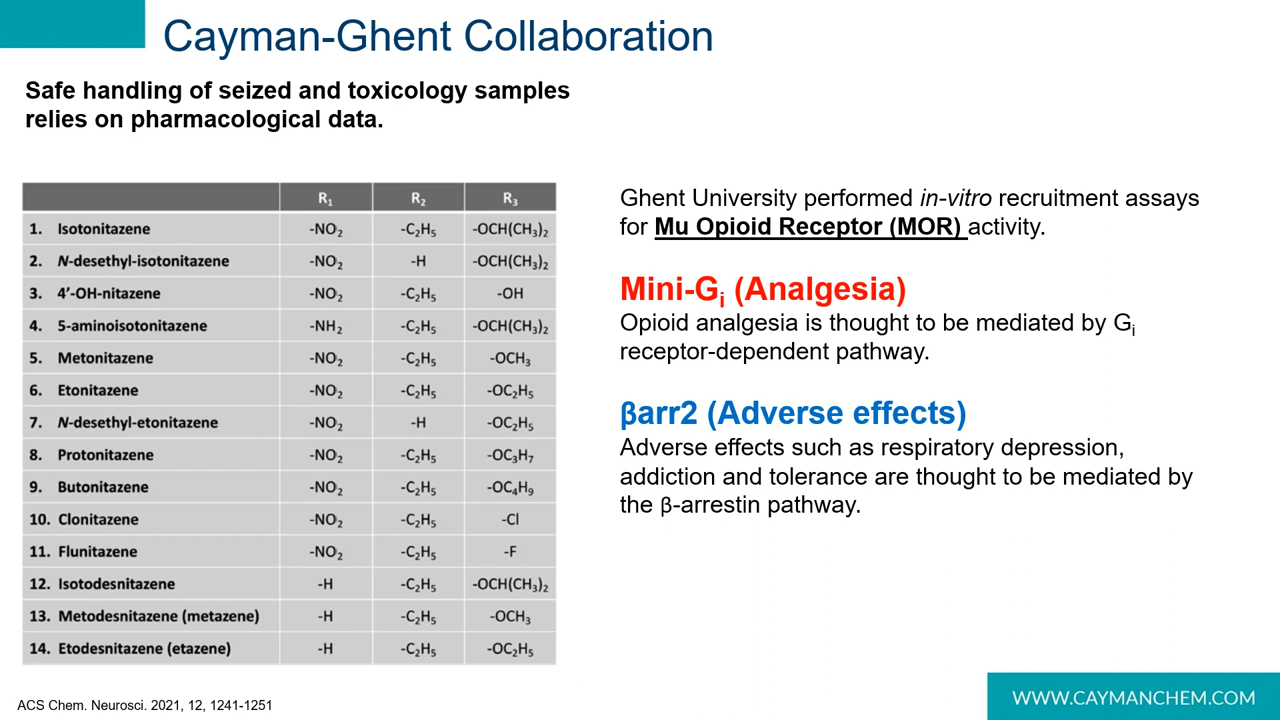 Cayman-Ghent Collaboration
Safe handling of seized and toxicology samples
relies on pharmacological data.
R₁ R₂ R₃
1. Isotonitazene -NO₂ -C₂H₅ -OCH(CH₃)₂
2. N-desethyl-isotonitazene -NO₂ -H -OCH(CH₃)₂
3. 4’-OH-nitazene -NO₂ -C₂H₅ -OH
4. 5-aminoisotonitazene -NH₂ -C₂H₅ -OCH(CH₃)₂
5. Metonitazene -NO₂ -C₂H₅ -OCH₃
6. Etonitazene -NO₂ -C₂H₅ -OC₂H₅
7. N-desethyl-etonitazene -NO₂ -H -OC₂H₅
8. Protonitazene -NO₂ -C₂H₅ -OC₃H₇
9. Butonitazene -NO₂ -C₂H₅ -OC₄H₉
10. Clonitazene -NO₂ -C₂H₅ -Cl
11. Flunitazene -NO₂ -C₂H₅ -F
12. Isotodesnitazene -H -C₂H₅ -OCH(CH₃)₂
13. Metodesnitazene (metazene) -H -C₂H₅ -OCH₃
14. Etodesnitazene (etazene) -H -C₂H₅ -OC₂H₅
Ghent University performed in-vitro recruitment assays
for Mu Opioid Receptor (MOR) activity.
Mini-Gᵢ (Analgesia)
Opioid analgesia is thought to be mediated by Gᵢ
receptor-dependent pathway.
βarr2 (Adverse effects)
Adverse effects such as respiratory depression,
addiction and tolerance are thought to be mediated by
the β-arrestin pathway.
ACS Chem. Neurosci. 2021, 12, 1241-1251
WWW.CAYMANCHEM.COM